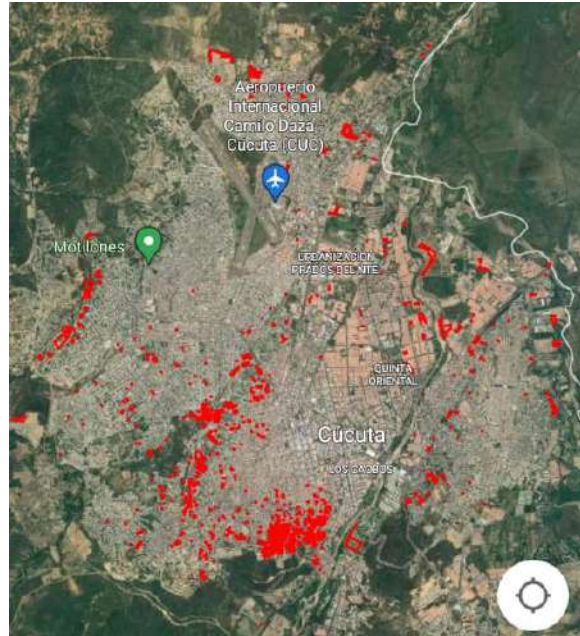 Aeropuerto
Internacional
Camilo Daza -
Cúcuta (CUC)
Motilones
URBANIZACION
PRADOS DEL NTE
QUINTA
ORIENTAL
Cúcuta
LOS CAOBOS